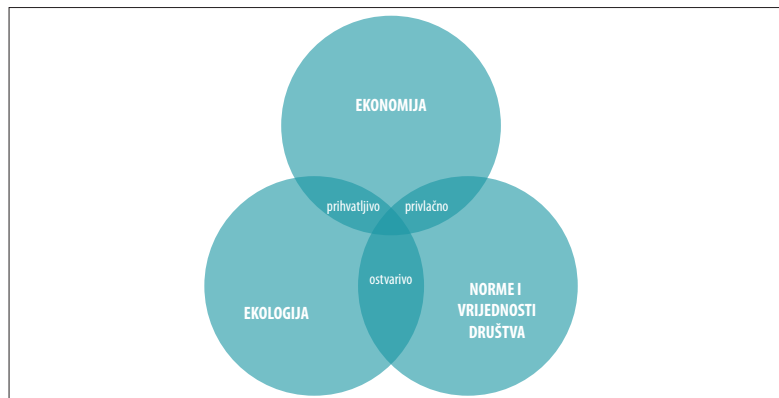 EKONOMIJA
prihvatljivo
privlačno
ostvarivo
EKOLOGIJA
NORME I
VRIJEDNOSTI
DRUŠTVA